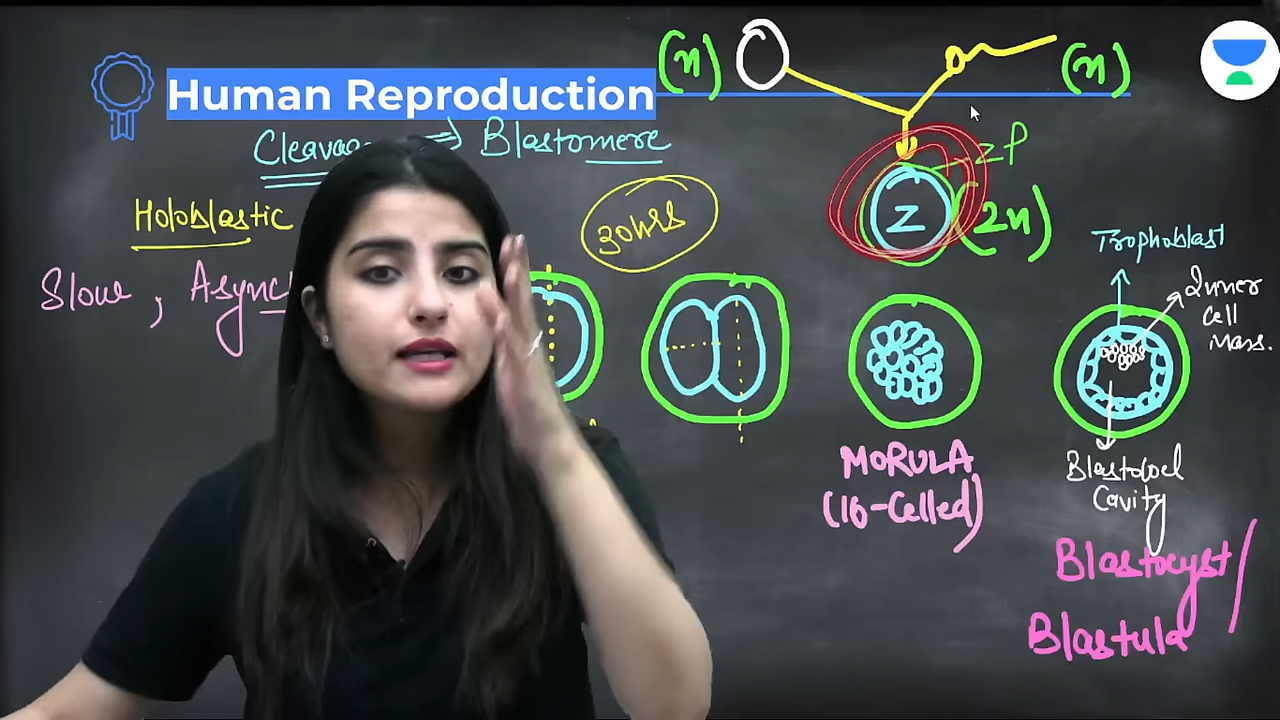 Human Reproduction
(n)
(n)
⇒ Blastomere
ZP
Z
(2n)
Holoblastic
30 hrs
Slow ,
Trophoblast
Inner
Cell
Mass.
MORULA
(16-Celled)
Blastocoel
Cavity
Blastocyst /
Blastula